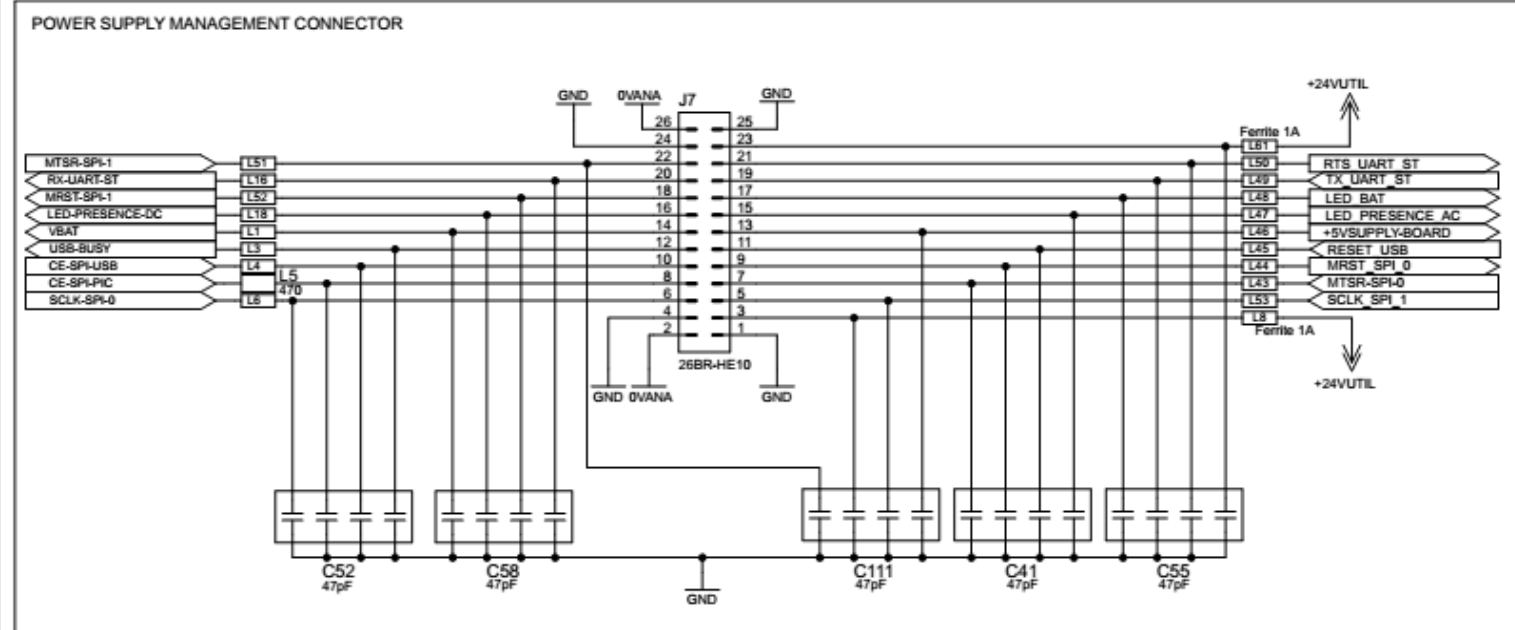 POWER SUPPLY MANAGEMENT CONNECTOR
+24VUTIL
GND 0VANA J7 GND
26 25
24 23 Ferrite 1A L61
MTSR-SPI-1 L51 22 21 L50 RTS_UART_ST
RX-UART-ST L16 20 19 L49 TX_UART_ST
MRST-SPI-1 L52 18 17 L48 LED_BAT
LED-PRESENCE-DC L18 16 15 L47 LED_PRESENCE_AC
VBAT L1 14 13 L46 +5VSUPPLY-BOARD
USB-BUSY L3 12 11 L45 RESET_USB
CE-SPI-USB L4 10 9 L44 MRST_SPI_0
CE-SPI-PIC L5 470 8 7 L43 MTSR-SPI-0
SCLK-SPI-0 L6 6 5 L53 SCLK_SPI_1
4 3 L8
2 1 Ferrite 1A
26BR-HE10
GND 0VANA GND +24VUTIL
C52 C58 C111 C41 C55
47pF 47pF 47pF 47pF 47pF
GND